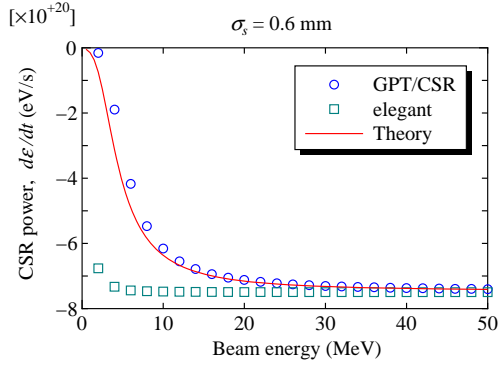 [×10^{+20}]
σ_s = 0.6 mm
0
−2
−4
−6
−8
CSR power, dε/dt (eV/s)
GPT/CSR
elegant
Theory
0 10 20 30 40 50
Beam energy (MeV)